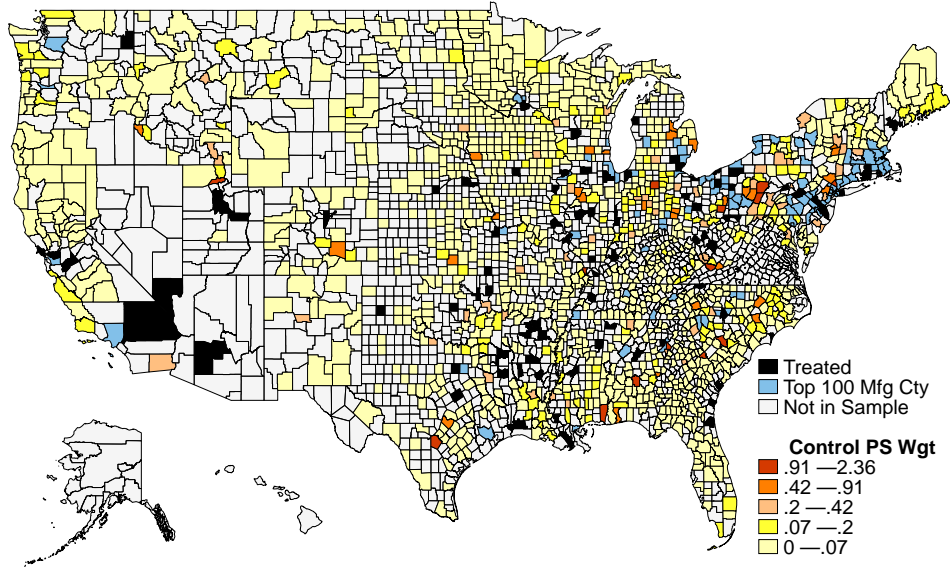 Treated
Top 100 Mfg Cty
Not in Sample
Control PS Wgt
.91 —2.36
.42 —.91
.2 —.42
.07 —.2
0 —.07